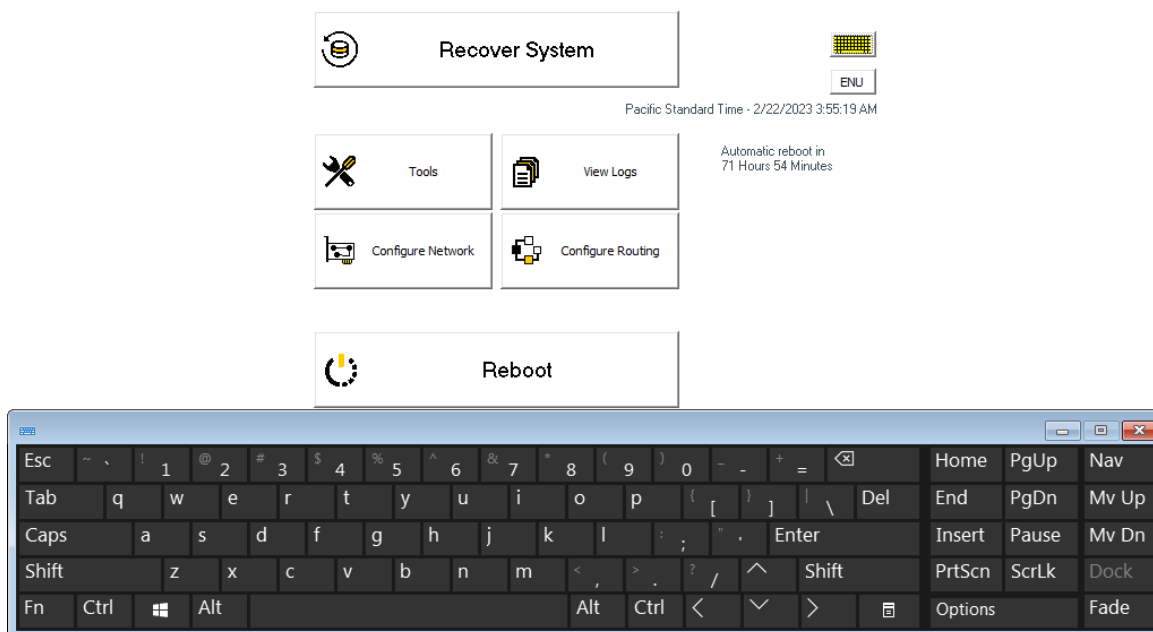 Recover System
ENU
Pacific Standard Time - 2/22/2023 3:55:19 AM
Tools
View Logs
Automatic reboot in
71 Hours 54 Minutes
Configure Network
Configure Routing
Reboot
Esc ~ ` ! 1 @ 2 # 3 $ 4 % 5 ^ 6 & 7 * 8 ( 9 ) 0 _ - + = Home PgUp Nav
Tab q w e r t y u i o p { [ } ] | \ Del End PgDn Mv Up
Caps a s d f g h j k l : ; " ' Enter Insert Pause Mv Dn
Shift z x c v b n m < , > . ? / Shift PrtScn ScrLk Dock
Fn Ctrl Alt Alt Ctrl Options Fade